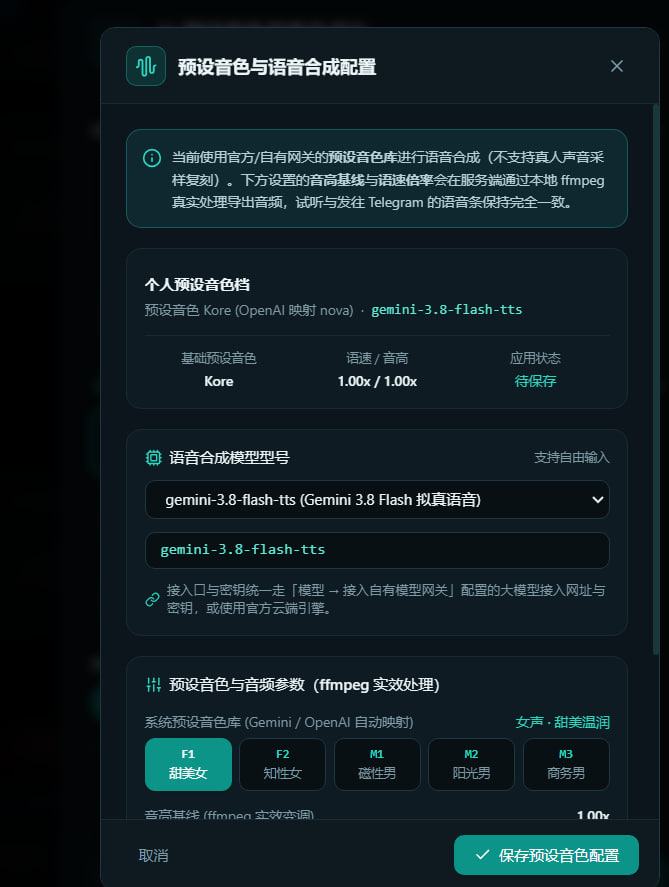 预设音色与语音合成配置
当前使用官方/自有网关的预设音色库进行语音合成（不支持真人声音采
样复刻）。下方设置的音高基线与语速倍率会在服务端通过本地 ffmpeg
真实处理导出音频，试听与发往 Telegram 的语音条保持完全一致。
个人预设音色档
预设音色 Kore (OpenAI 映射 nova) · gemini-3.8-flash-tts
基础预设音色 语速 / 音高 应用状态
Kore 1.00x / 1.00x 待保存
语音合成模型型号 支持自由输入
gemini-3.8-flash-tts (Gemini 3.8 Flash 拟真语音)
gemini-3.8-flash-tts
接入口与密钥统一走「模型 → 接入自有模型网关」配置的大模型接入网址与
密钥，或使用官方云端引擎。
预设音色与音频参数（ffmpeg 实效处理）
系统预设音色库 (Gemini / OpenAI 自动映射) 女声 · 甜美温润
F1 F2 M1 M2 M3
甜美女 知性女 磁性男 阳光男 商务男
音高基线 (ffmpeg 实效变调) 1.00x
取消 保存预设音色配置